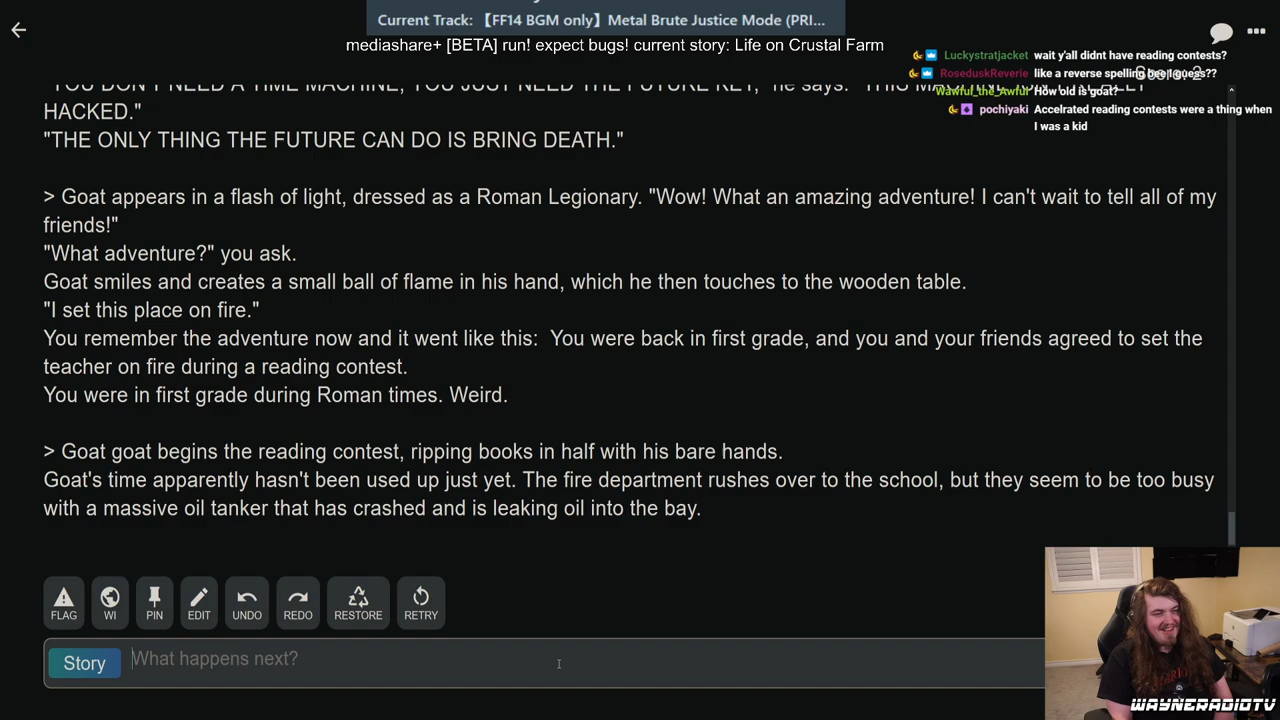 Current Track: 【FF14 BGM only】Metal Brute Justice Mode (PRI...
mediashare+ [BETA] run! expect bugs! current story: Life on Crustal Farm
Luckystratjacket wait y'all didnt have reading contests?
RoseduskReverie like a reverse spelling bee I guess??
Wawful_the_Awful How old is goat?
pochiyaki Accelrated reading contests were a thing when
I was a kid
HACKED."
"THE ONLY THING THE FUTURE CAN DO IS BRING DEATH."
> Goat appears in a flash of light, dressed as a Roman Legionary. "Wow! What an amazing adventure! I can't wait to tell all of my
friends!"
"What adventure?" you ask.
Goat smiles and creates a small ball of flame in his hand, which he then touches to the wooden table.
"I set this place on fire."
You remember the adventure now and it went like this:  You were back in first grade, and you and your friends agreed to set the
teacher on fire during a reading contest.
You were in first grade during Roman times. Weird.
> Goat goat begins the reading contest, ripping books in half with his bare hands.
Goat's time apparently hasn't been used up just yet. The fire department rushes over to the school, but they seem to be too busy
with a massive oil tanker that has crashed and is leaking oil into the bay.
FLAG
WI
PIN
EDIT
UNDO
REDO
RESTORE
RETRY
Story
What happens next?
WAYNERADIOTV